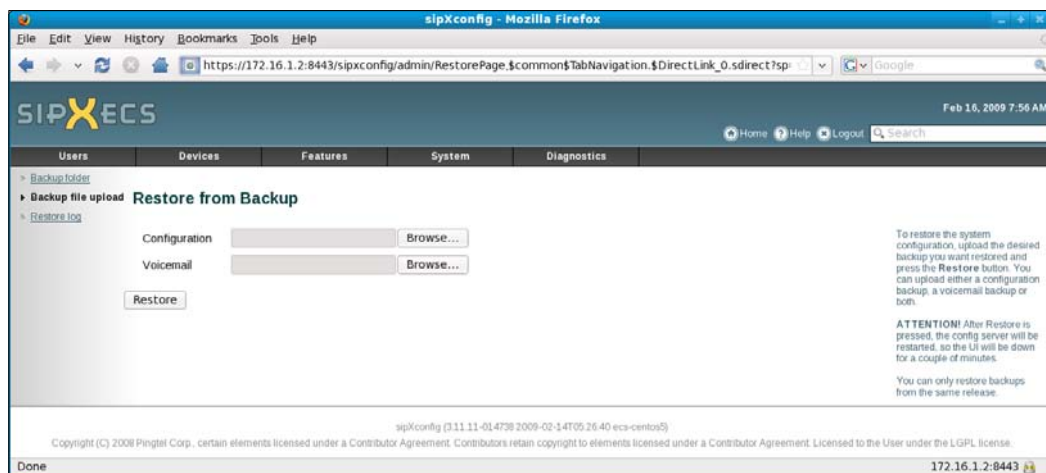 sipXconfig - Mozilla Firefox
File Edit View History Bookmarks Tools Help
https://172.16.1.2:8443/sipxconfig/admin/RestorePage,$common$TabNavigation.$DirectLink_0.sdirect?sp
Google
SIPXECS
Feb 16, 2009 7:56 AM
Home Help Logout Search
Users Devices Features System Diagnostics
Backup folder
Backup file upload
Restore log
Restore from Backup
Configuration Browse...
Voicemail Browse...
Restore
To restore the system
configuration, upload the desired
backup you want restored and
press the Restore button. You
can upload either a configuration
backup, a voicemail backup or
both.
ATTENTION! After Restore is
pressed, the config server will be
restarted, so the UI will be down
for a couple of minutes.
You can only restore backups
from the same release.
sipXconfig (3.11.11-014738 2009-02-14T05:26:40 ecs-centos5)
Copyright (C) 2008 Pingtel Corp., certain elements licensed under a Contributor Agreement. Contributors retain copyright to elements licensed under a Contributor Agreement. Licensed to the User under the LGPL license.
Done
172.16.1.2:8443